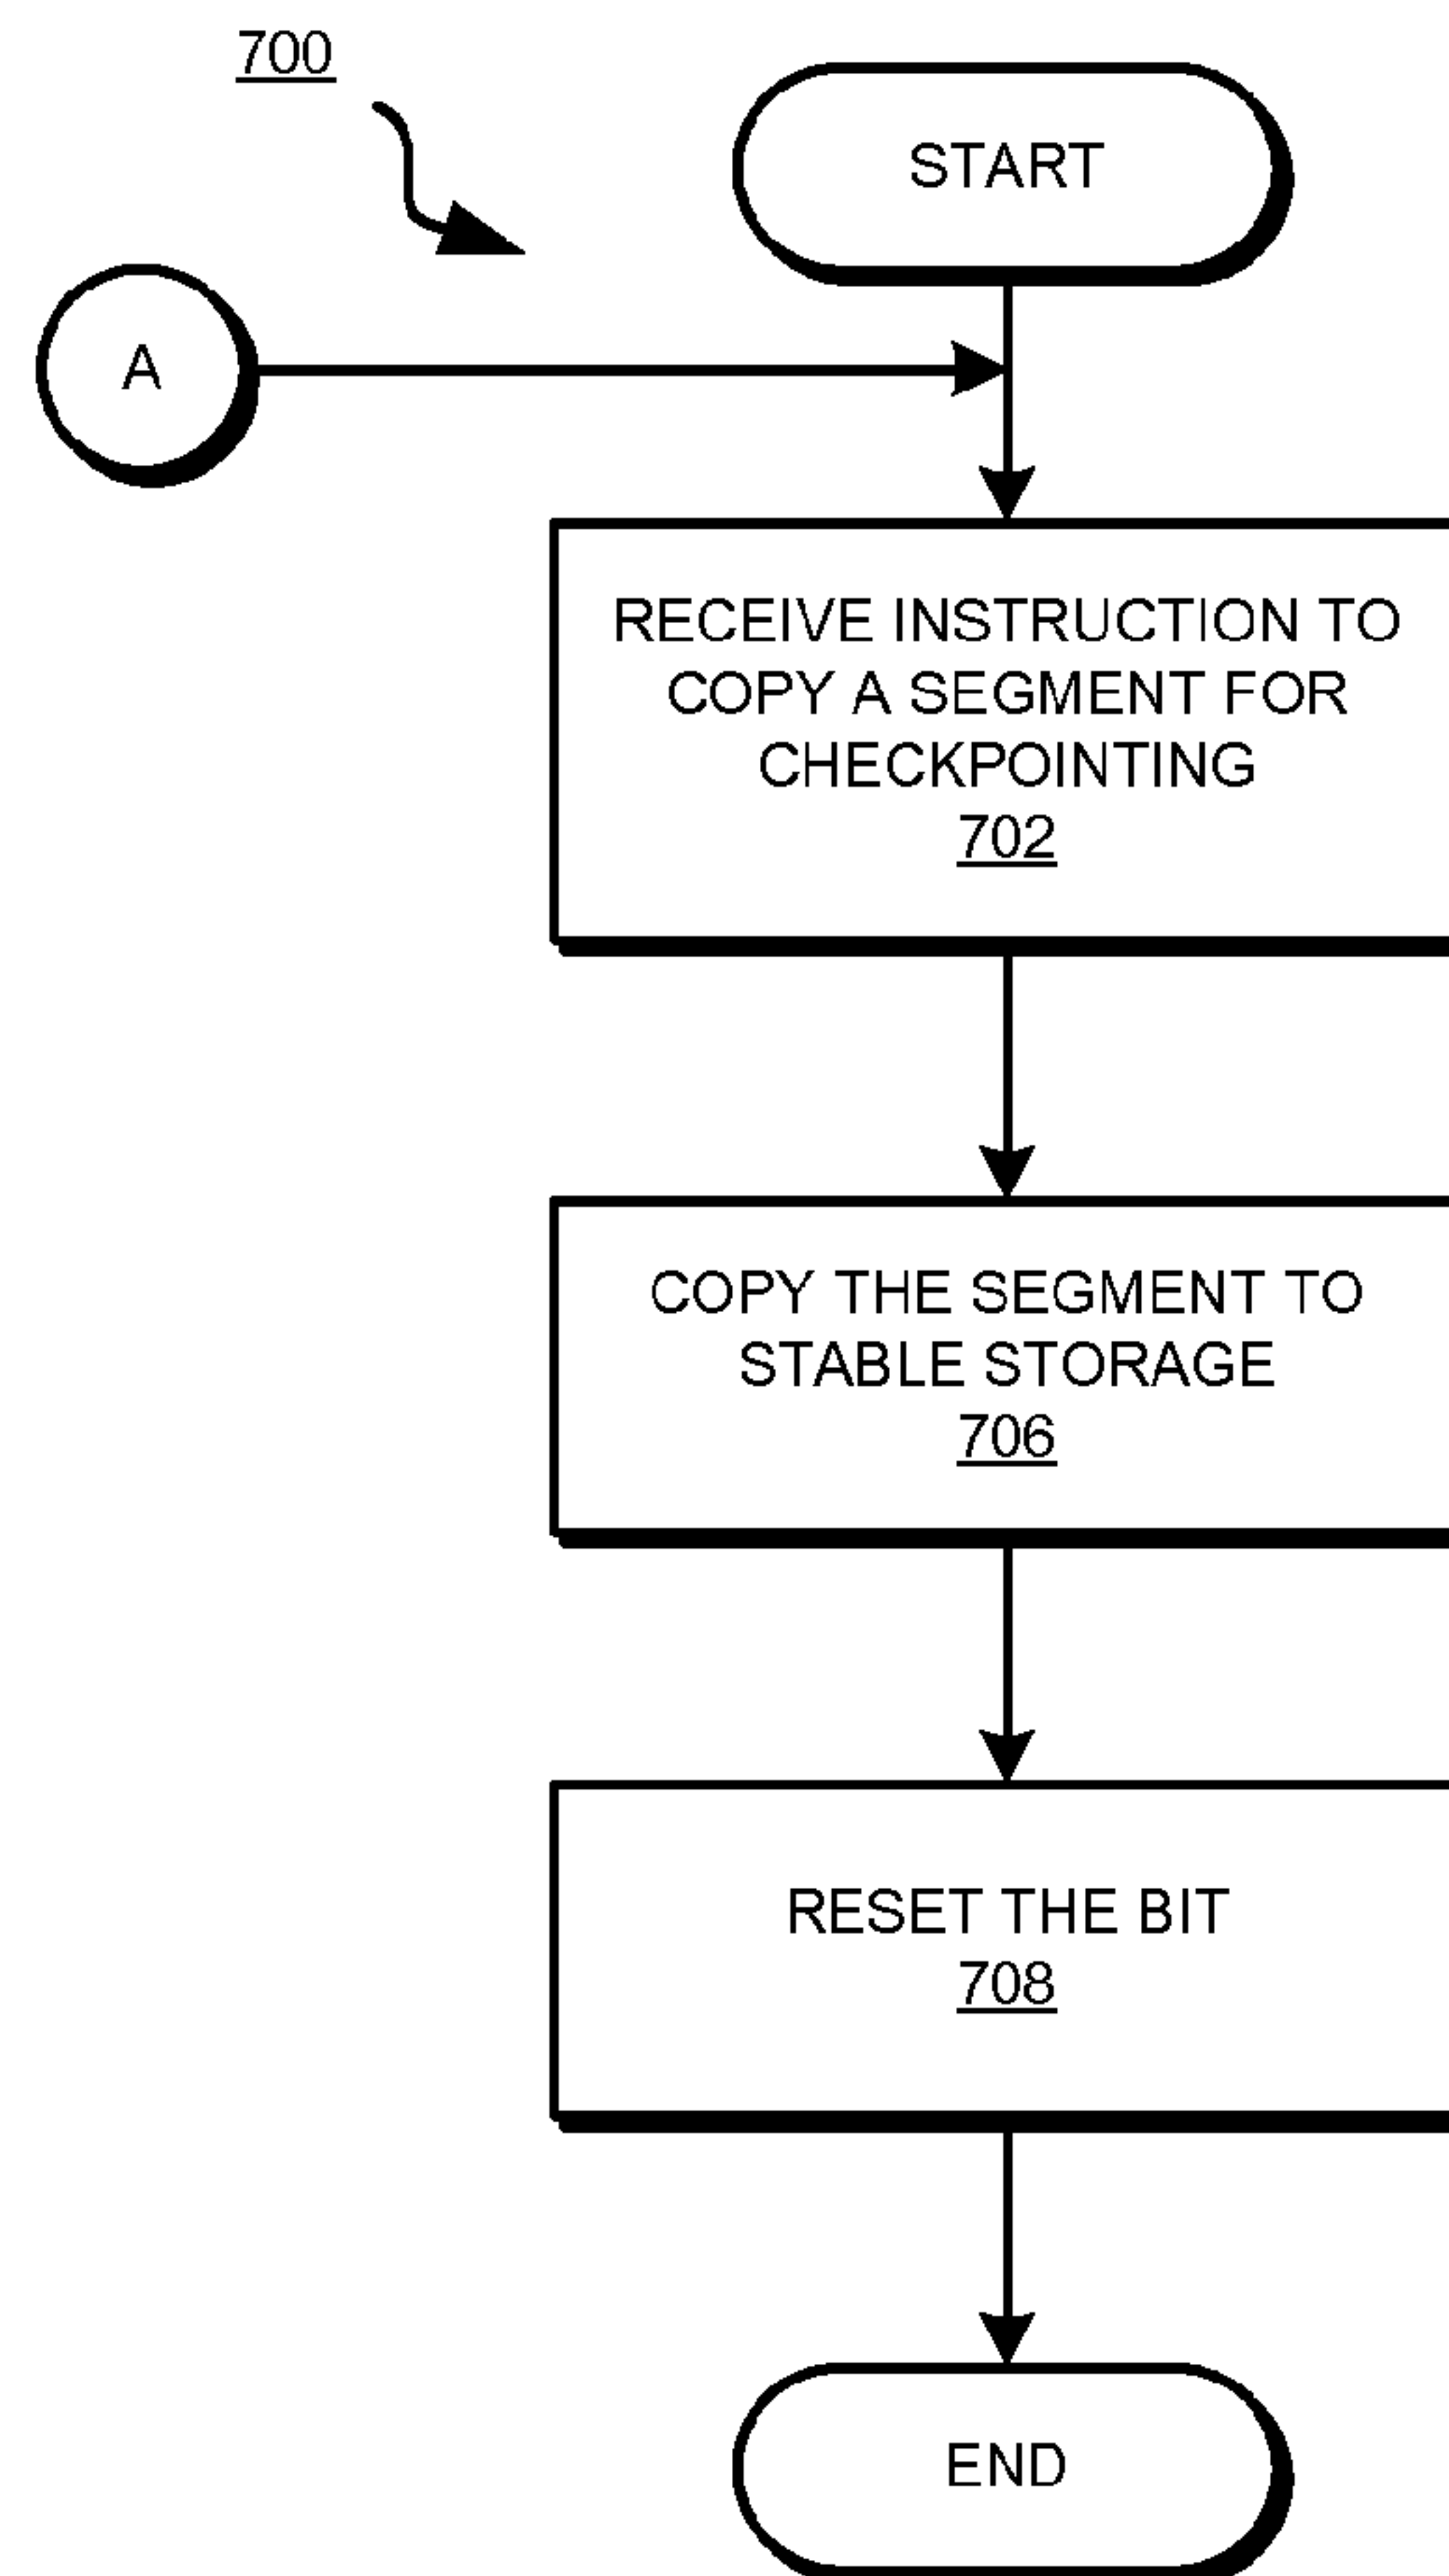 700
START
A
RECEIVE INSTRUCTION TO
COPY A SEGMENT FOR
CHECKPOINTING
702
COPY THE SEGMENT TO
STABLE STORAGE
706
RESET THE BIT
708
END